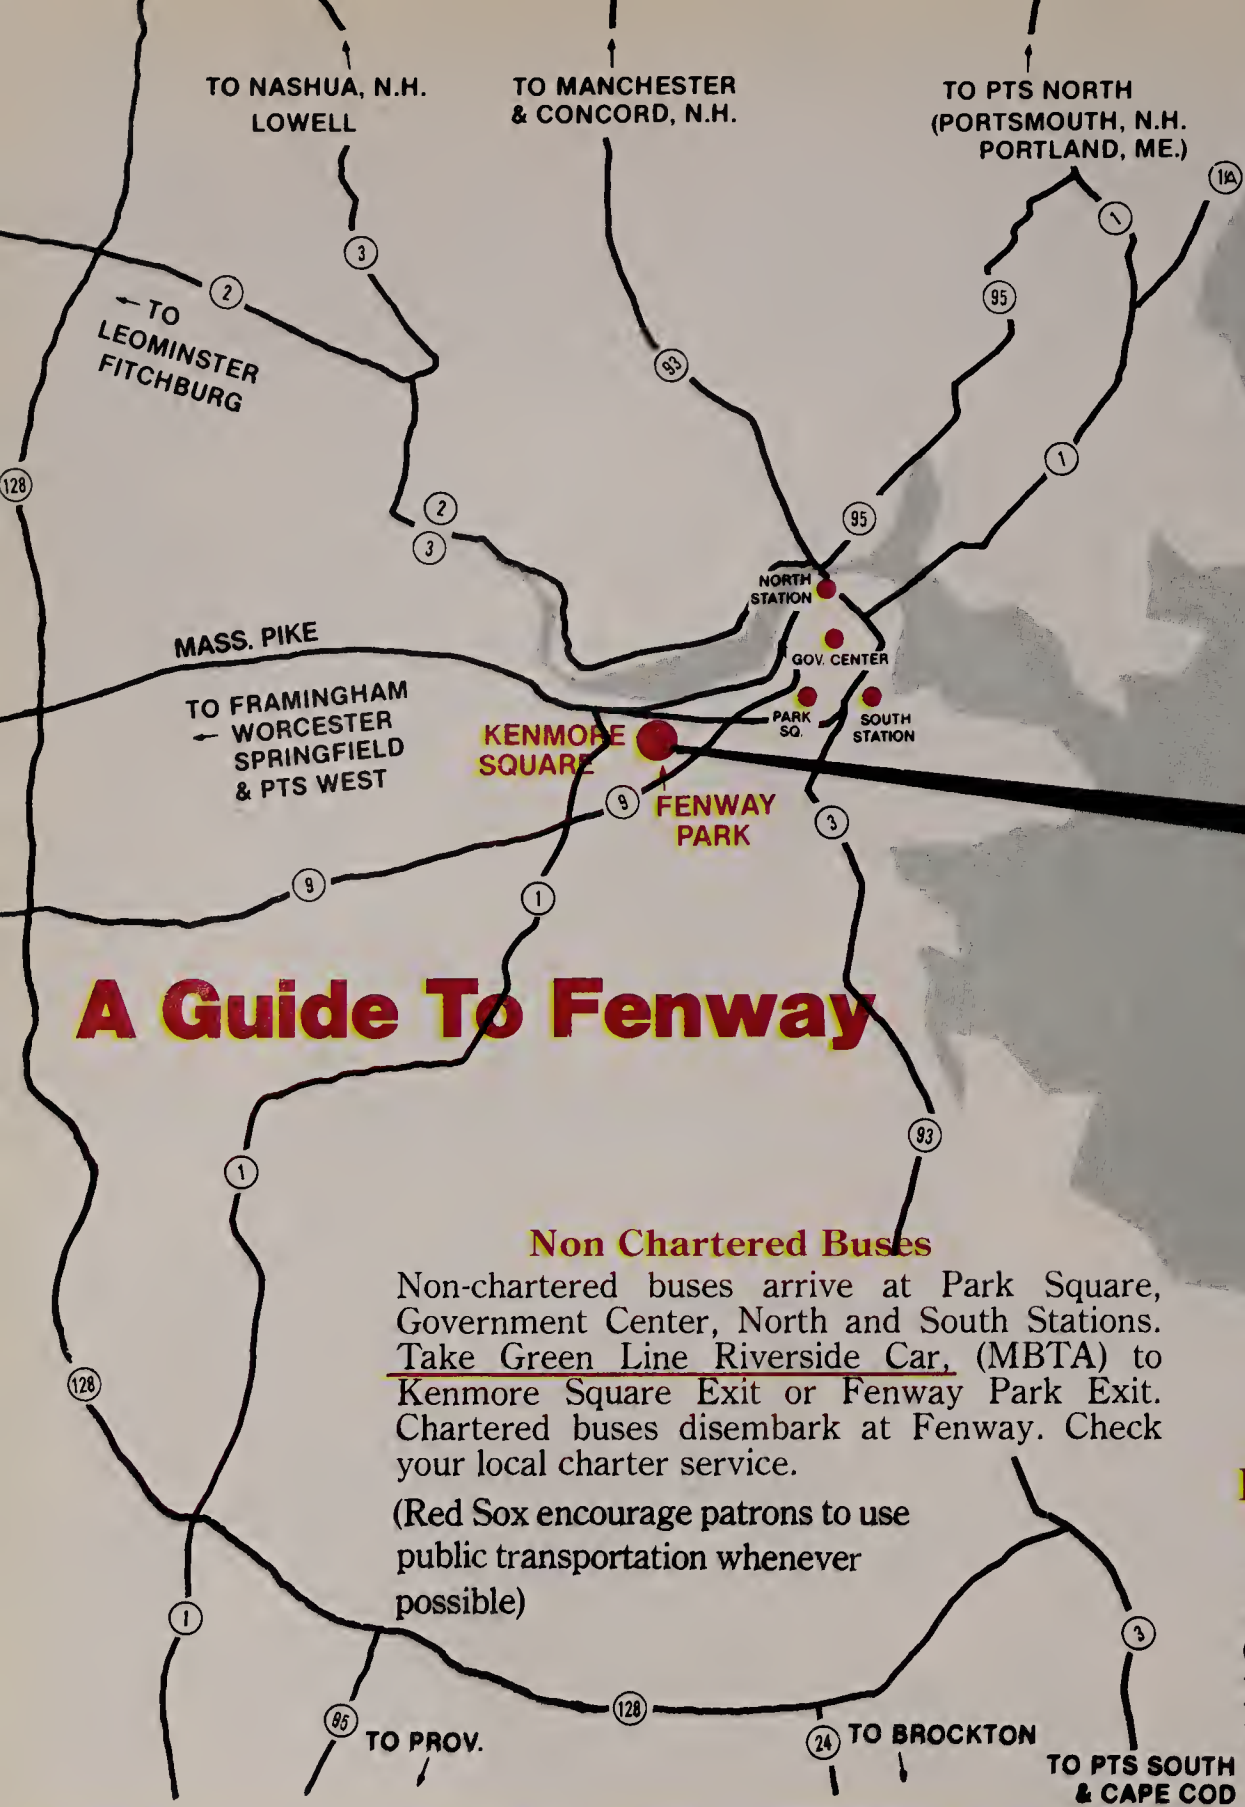 TO NASHUA, N.H.
LOWELL
TO MANCHESTER
& CONCORD, N.H.
TO PTS NORTH
(PORTSMOUTH, N.H.
PORTLAND, ME.)
1A
1
3
2
95
← TO
LEOMINSTER
FITCHBURG
93
1
128
2
3
95
NORTH
STATION
MASS. PIKE
GOV. CENTER
TO FRAMINGHAM
← WORCESTER
SPRINGFIELD
& PTS WEST
KENMORE
SQUARE
PARK
SQ.
SOUTH
STATION
9
FENWAY
PARK
3
9
1
A Guide To Fenway
93
1
Non Chartered Buses
Non-chartered buses arrive at Park Square,
Government Center, North and South Stations.
Take Green Line Riverside Car, (MBTA) to
Kenmore Square Exit or Fenway Park Exit.
Chartered buses disembark at Fenway. Check
your local charter service.
(Red Sox encourage patrons to use
public transportation whenever
possible)
128
1
3
128
95
TO PROV.
24
TO BROCKTON
TO PTS SOUTH
& CAPE COD